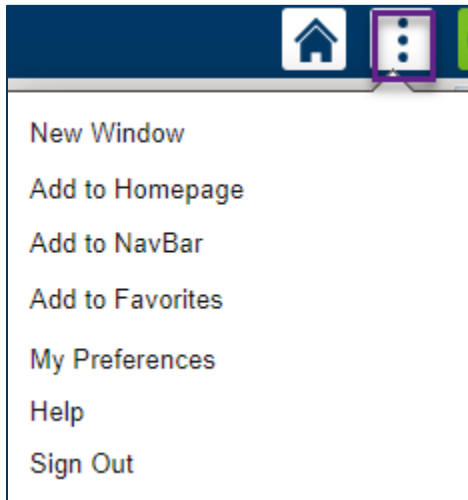 New Window
Add to Homepage
Add to NavBar
Add to Favorites
My Preferences
Help
Sign Out